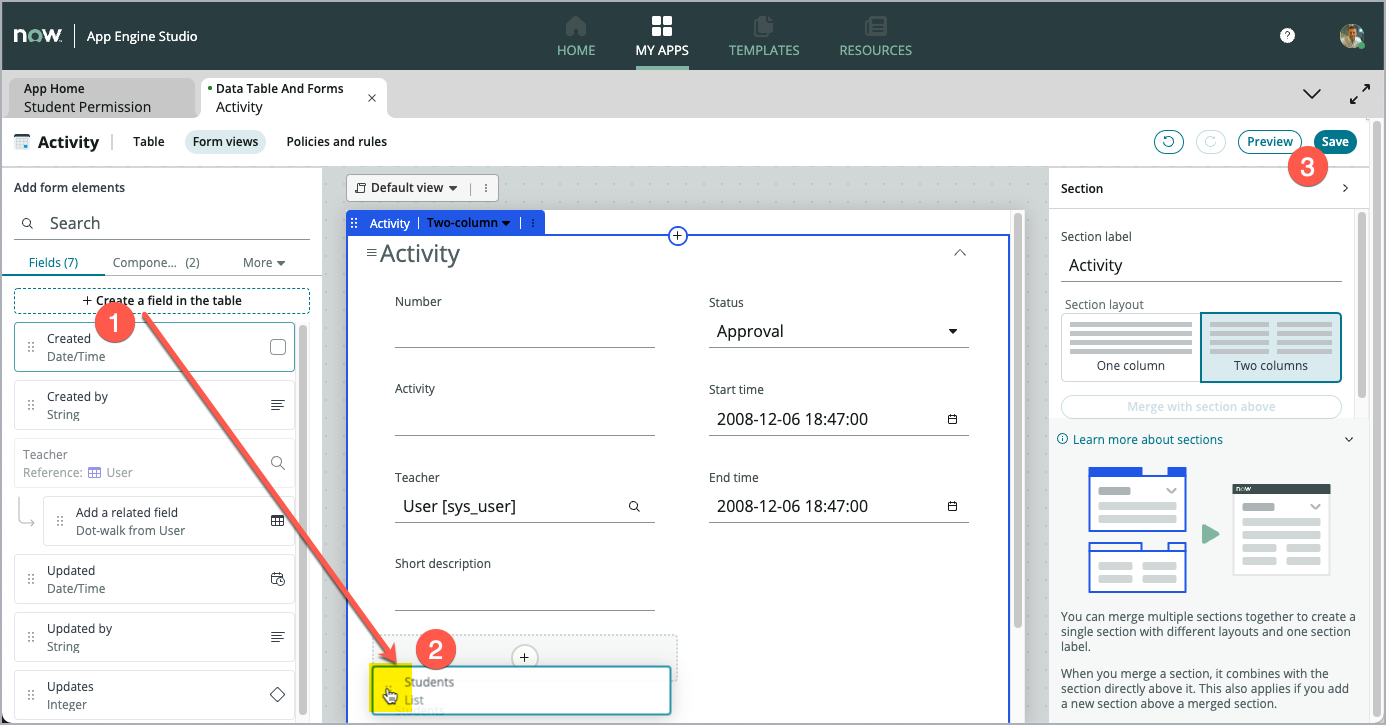 now.
App Engine Studio
HOME
MY APPS
TEMPLATES
RESOURCES
?
App Home
Student Permission
Data Table And Forms
Activity
Activity
Table
Form views
Policies and rules
Preview
Save
3
Add form elements
Search
Fields (7)
Compone... (2)
More
+ Create a field in the table
1
Created
Date/Time
Created by
String
Teacher
Reference: User
Add a related field
Dot-walk from User
Updated
Date/Time
Updated by
String
Updates
Integer
Default view
Activity
Two-column
Activity
Number
Status
Approval
Activity
Start time
2008-12-06 18:47:00
Teacher
User [sys_user]
End time
2008-12-06 18:47:00
Short description
2
Students
List
Students
Section
Section label
Activity
Section layout
One column
Two columns
Merge with section above
Learn more about sections
now
You can merge multiple sections together to create a
single section with different layouts and one section
label.
When you merge a section, it combines with the
section directly above it. This also applies if you add
a new section above a merged section.